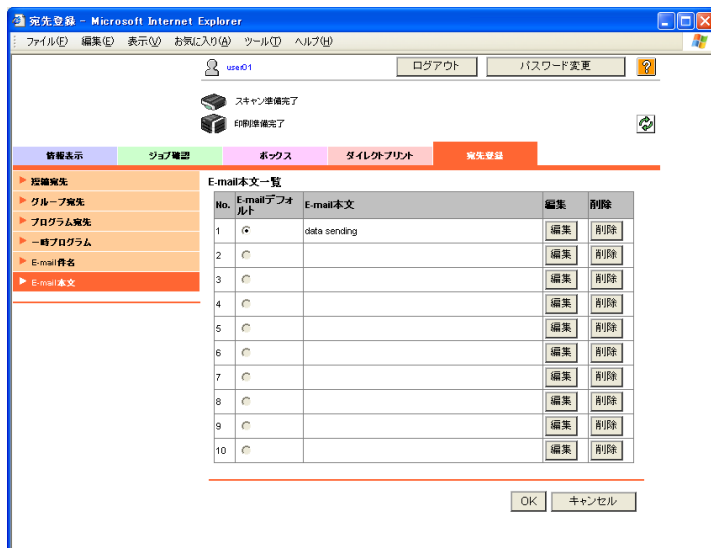 宛先登録 - Microsoft Internet Explorer
ファイル(F) 編集(E) 表示(V) お気に入り(A) ツール(T) ヘルプ(H)
user01 ログアウト パスワード変更 ?
スキャン準備完了
印刷準備完了
情報表示 ジョブ確認 ボックス ダイレクトプリント 宛先登録
短縮宛先
グループ宛先
プログラム宛先
一時プログラム
E-mail件名
E-mail本文
E-mail本文一覧
No. E-mailデフォルト E-mail本文 編集 削除
1 data sending 編集 削除
2 編集 削除
3 編集 削除
4 編集 削除
5 編集 削除
6 編集 削除
7 編集 削除
8 編集 削除
9 編集 削除
10 編集 削除
OK キャンセル